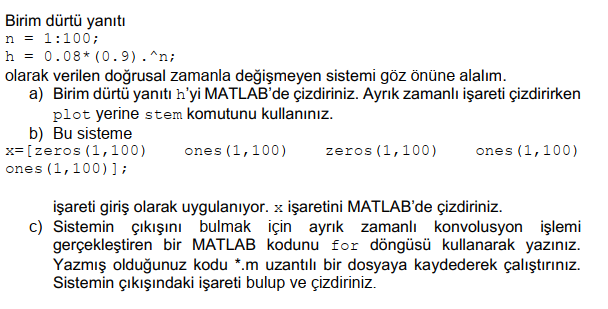 Birim dürtü yanıtı
n = 1:100;
h = 0.08*(0.9).^n;
olarak verilen doğrusal zamanla değişmeyen sistemi göz önüne alalım.
a) Birim dürtü yanıtı h'yi MATLAB'de çizdiriniz. Ayrık zamanlı işareti çizdirirken
plot yerine stem komutunu kullanınız.
b) Bu sisteme
x=[zeros(1,100) ones(1,100) zeros(1,100) ones(1,100)
ones(1,100)];
işareti giriş olarak uygulanıyor. x işaretini MATLAB'de çizdiriniz.
c) Sistemin çıkışını bulmak için ayrık zamanlı konvolusyon işlemi
gerçekleştiren bir MATLAB kodunu for döngüsü kullanarak yazınız.
Yazmış olduğunuz kodu *.m uzantılı bir dosyaya kaydederek çalıştırınız.
Sistemin çıkışındaki işareti bulup ve çizdiriniz.